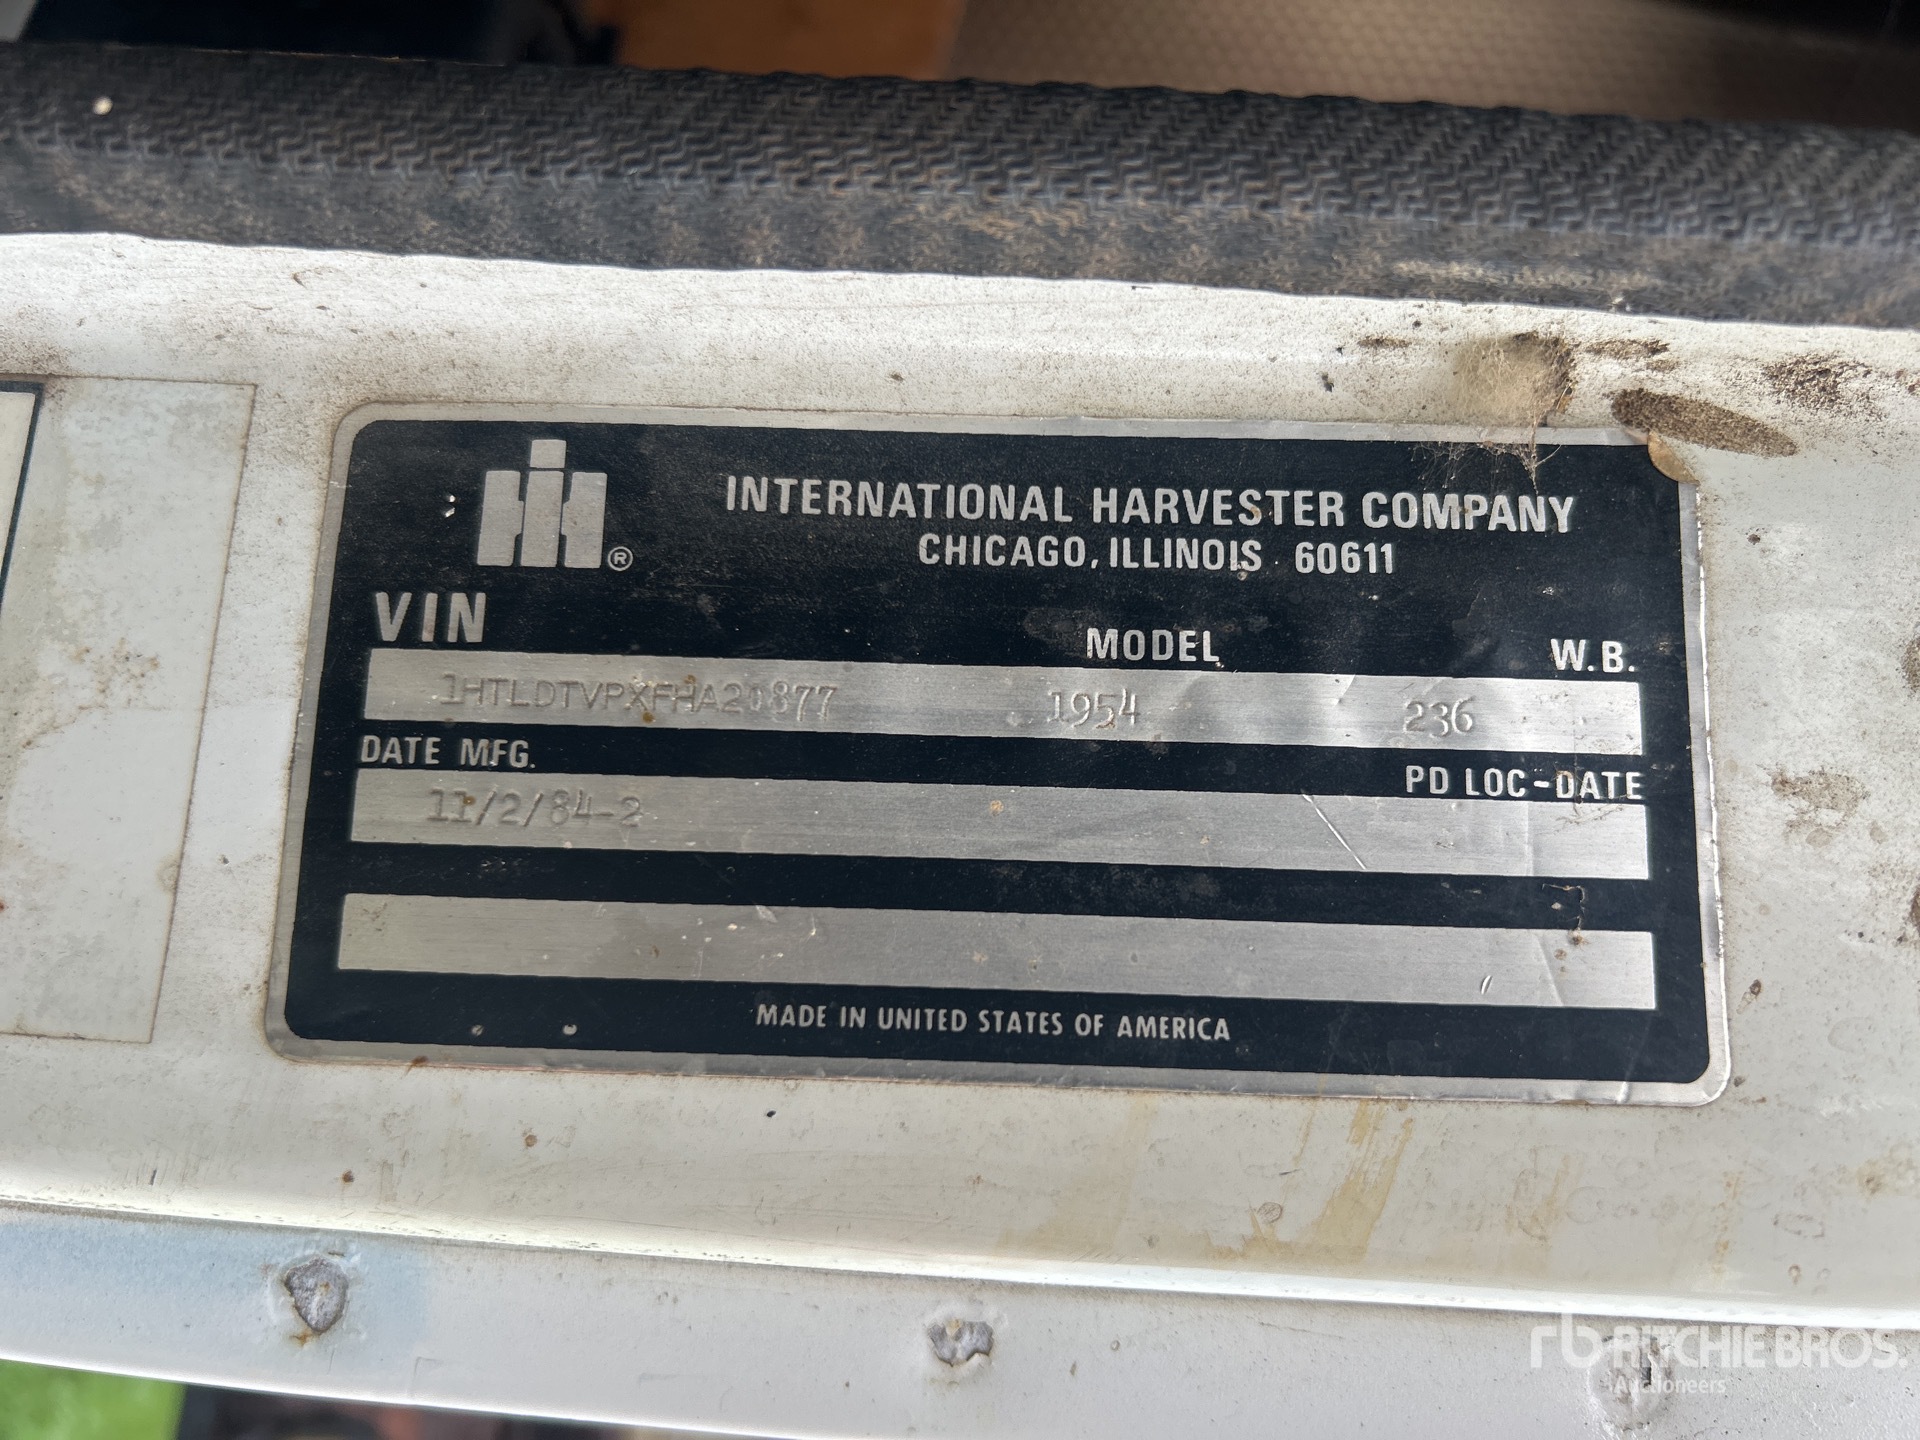 INTERNATIONAL HARVESTER COMPANY
CHICAGO, ILLINOIS 60611
®
VIN MODEL W.B.
1HTLDTVPXFHA20877 1954 236
DATE MFG. PD LOC-DATE
11/2/84-2
MADE IN UNITED STATES OF AMERICA
rb RITCHIE BROS.
Auctioneers